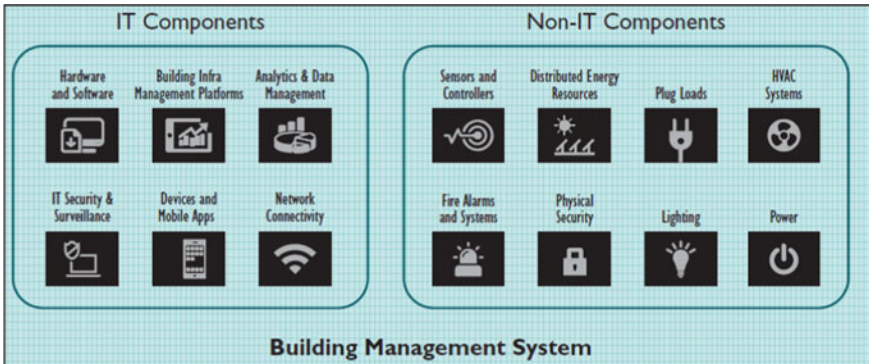 IT Components
Non-IT Components
Hardware
and Software
Building Infra
Management Platforms
Analytics & Data
Management
Sensors and
Controllers
Distributed Energy
Resources
Plug Loads
HVAC
Systems
IT Security &
Surveillance
Devices and
Mobile Apps
Network
Connectivity
Fire Alarms
and Systems
Physical
Security
Lighting
Power
Building Management System